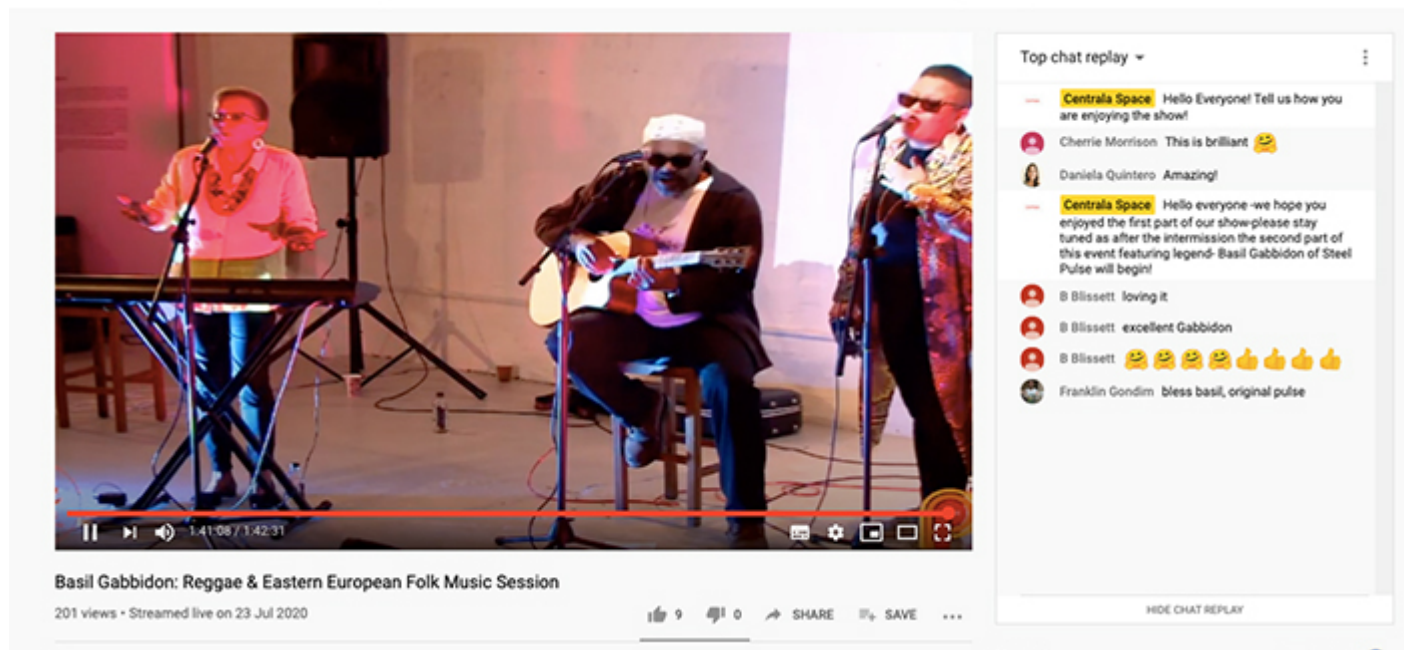 Top chat replay
Centrala Space Hello Everyone! Tell us how you
are enjoying the show!
Cherrie Morrison This is brilliant 🤗
Daniela Quintero Amazing!
Centrala Space Hello everyone -we hope you
enjoyed the first part of our show-please stay
tuned as after the intermission the second part of
this event featuring legend- Basil Gabbidon of Steel
Pulse will begin!
B Blissett loving it
B Blissett excellent Gabbidon
B Blissett 🤗🤗🤗🤗👍👍👍👍
Franklin Gondim bless basil, original pulse
HIDE CHAT REPLAY
1:41:08 / 1:42:31
Basil Gabbidon: Reggae & Eastern European Folk Music Session
201 views • Streamed live on 23 Jul 2020
9 0 SHARE SAVE